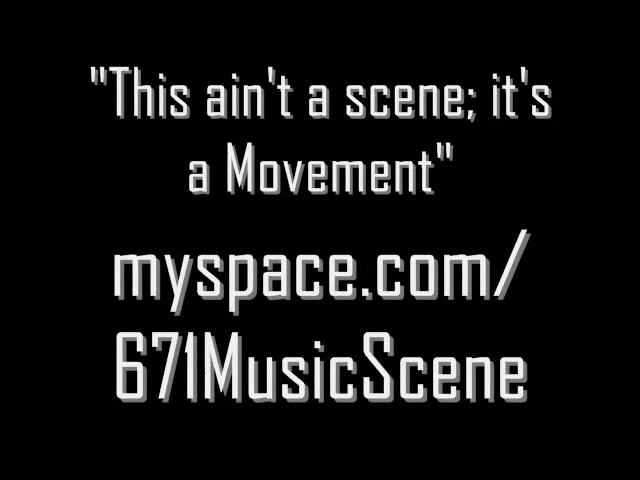 "This ain't a scene; it's
a Movement"
myspace.com/
671MusicScene